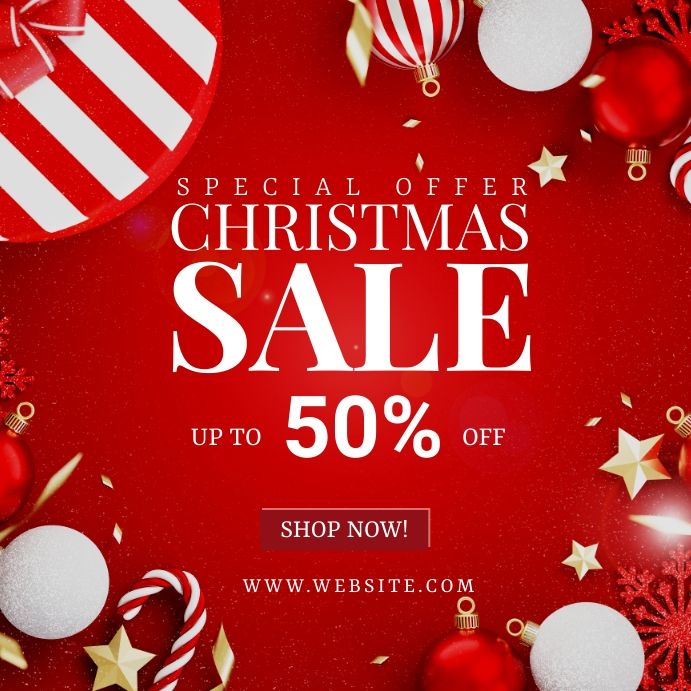 SPECIAL OFFER
CHRISTMAS
SALE
UP TO 50% OFF
SHOP NOW!
WWW.WEBSITE.COM